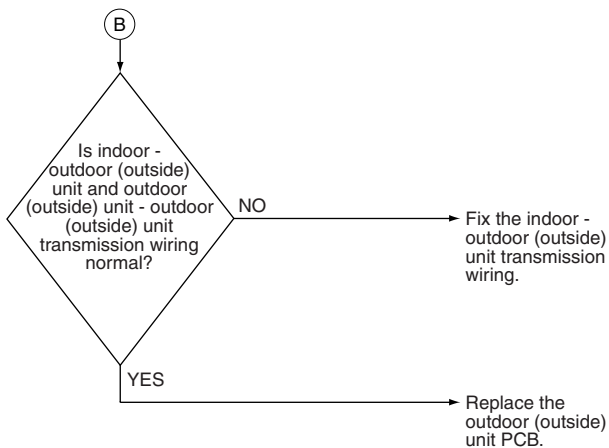 B
Is indoor -
outdoor (outside)
unit and outdoor
(outside) unit - outdoor
(outside) unit
transmission wiring
normal?
NO
Fix the indoor -
outdoor (outside)
unit transmission
wiring.
YES
Replace the
outdoor (outside)
unit PCB.